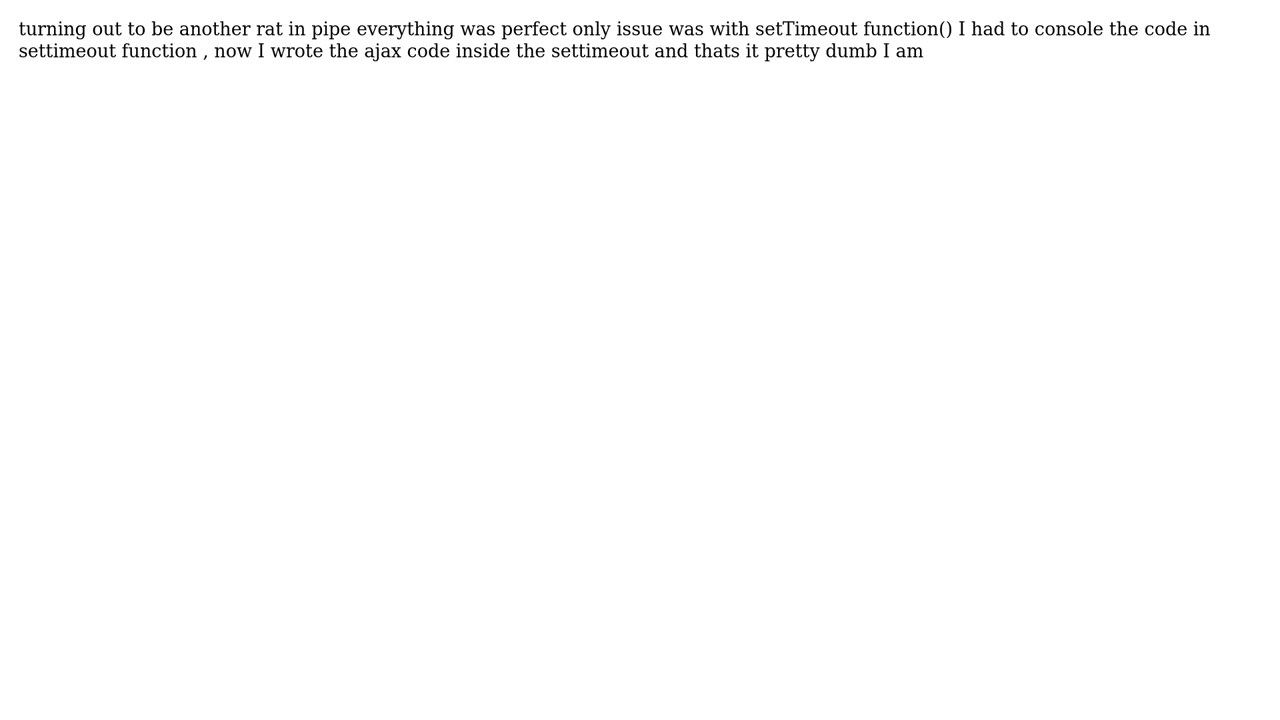 turning out to be another rat in pipe everything was perfect only issue was with setTimeout function() I had to console the code in
settimeout function , now I wrote the ajax code inside the settimeout and thats it pretty dumb I am